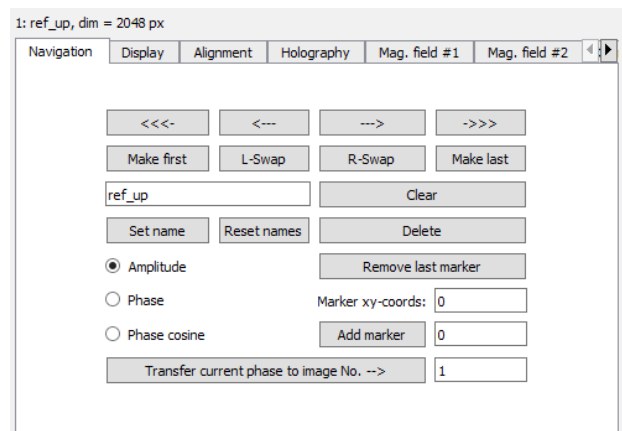 1: ref_up, dim = 2048 px
Navigation Display Alignment Holography Mag. field #1 Mag. field #2
<<<- <--- ---> ->>>
Make first L-Swap R-Swap Make last
ref_up Clear
Set name Reset names Delete
Amplitude Remove last marker
Phase Marker xy-coords: 0
Phase cosine Add marker 0
Transfer current phase to image No. --> 1